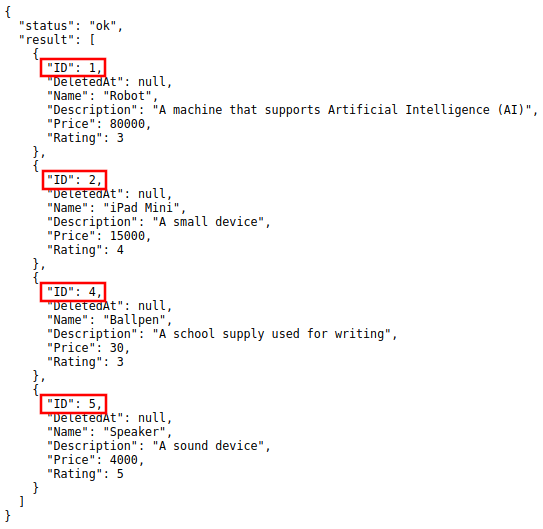 {
  "status": "ok",
  "result": [
    {
      "ID": 1,
      "DeletedAt": null,
      "Name": "Robot",
      "Description": "A machine that supports Artificial Intelligence (AI)",
      "Price": 80000,
      "Rating": 3
    },
    {
      "ID": 2,
      "DeletedAt": null,
      "Name": "iPad Mini",
      "Description": "A small device",
      "Price": 15000,
      "Rating": 4
    },
    {
      "ID": 4,
      "DeletedAt": null,
      "Name": "Ballpen",
      "Description": "A school supply used for writing",
      "Price": 30,
      "Rating": 3
    },
    {
      "ID": 5,
      "DeletedAt": null,
      "Name": "Speaker",
      "Description": "A sound device",
      "Price": 4000,
      "Rating": 5
    }
  ]
}